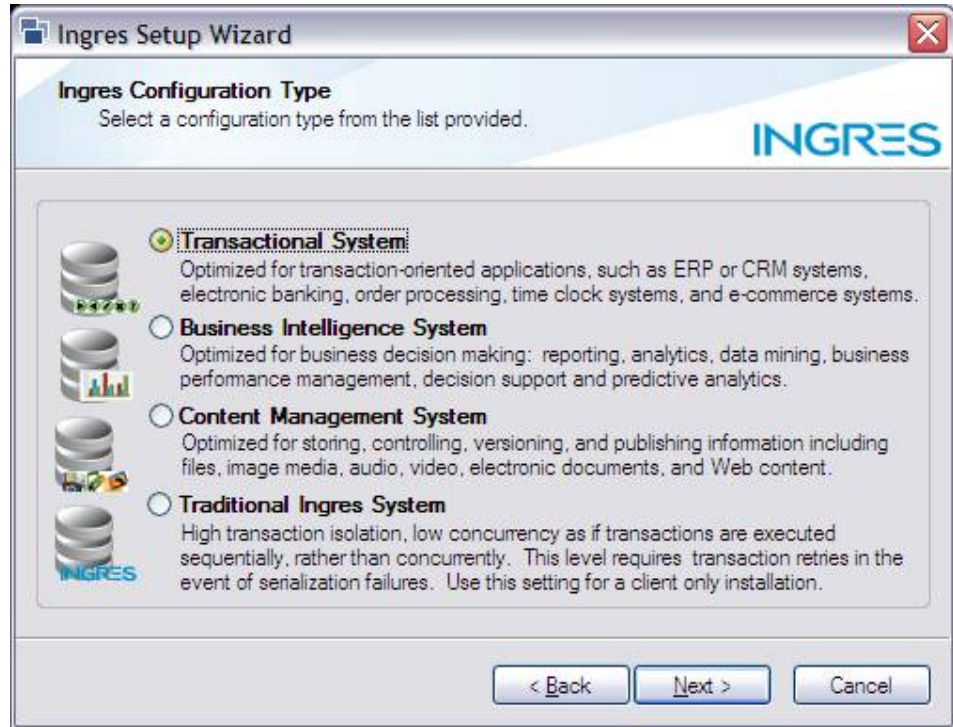 Ingres Setup Wizard
Ingres Configuration Type
Select a configuration type from the list provided.
INGRES
Transactional System
Optimized for transaction-oriented applications, such as ERP or CRM systems,
electronic banking, order processing, time clock systems, and e-commerce systems.
Business Intelligence System
Optimized for business decision making: reporting, analytics, data mining, business
performance management, decision support and predictive analytics.
Content Management System
Optimized for storing, controlling, versioning, and publishing information including
files, image media, audio, video, electronic documents, and Web content.
Traditional Ingres System
High transaction isolation, low concurrency as if transactions are executed
sequentially, rather than concurrently. This level requires transaction retries in the
event of serialization failures. Use this setting for a client only installation.
INGRES
< Back
Next >
Cancel